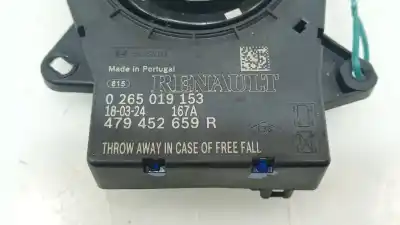 Made in Portugal
615
RENAULT
0 265 019 153
18-03-24 167A
479 452 659 R
THROW AWAY IN CASE OF FREE FALL